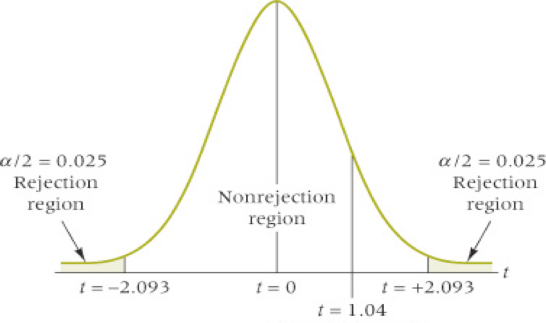 α/2 = 0.025
Rejection
region
Nonrejection
region
α/2 = 0.025
Rejection
region
t = –2.093
t = 0
t = +2.093
t
t = 1.04